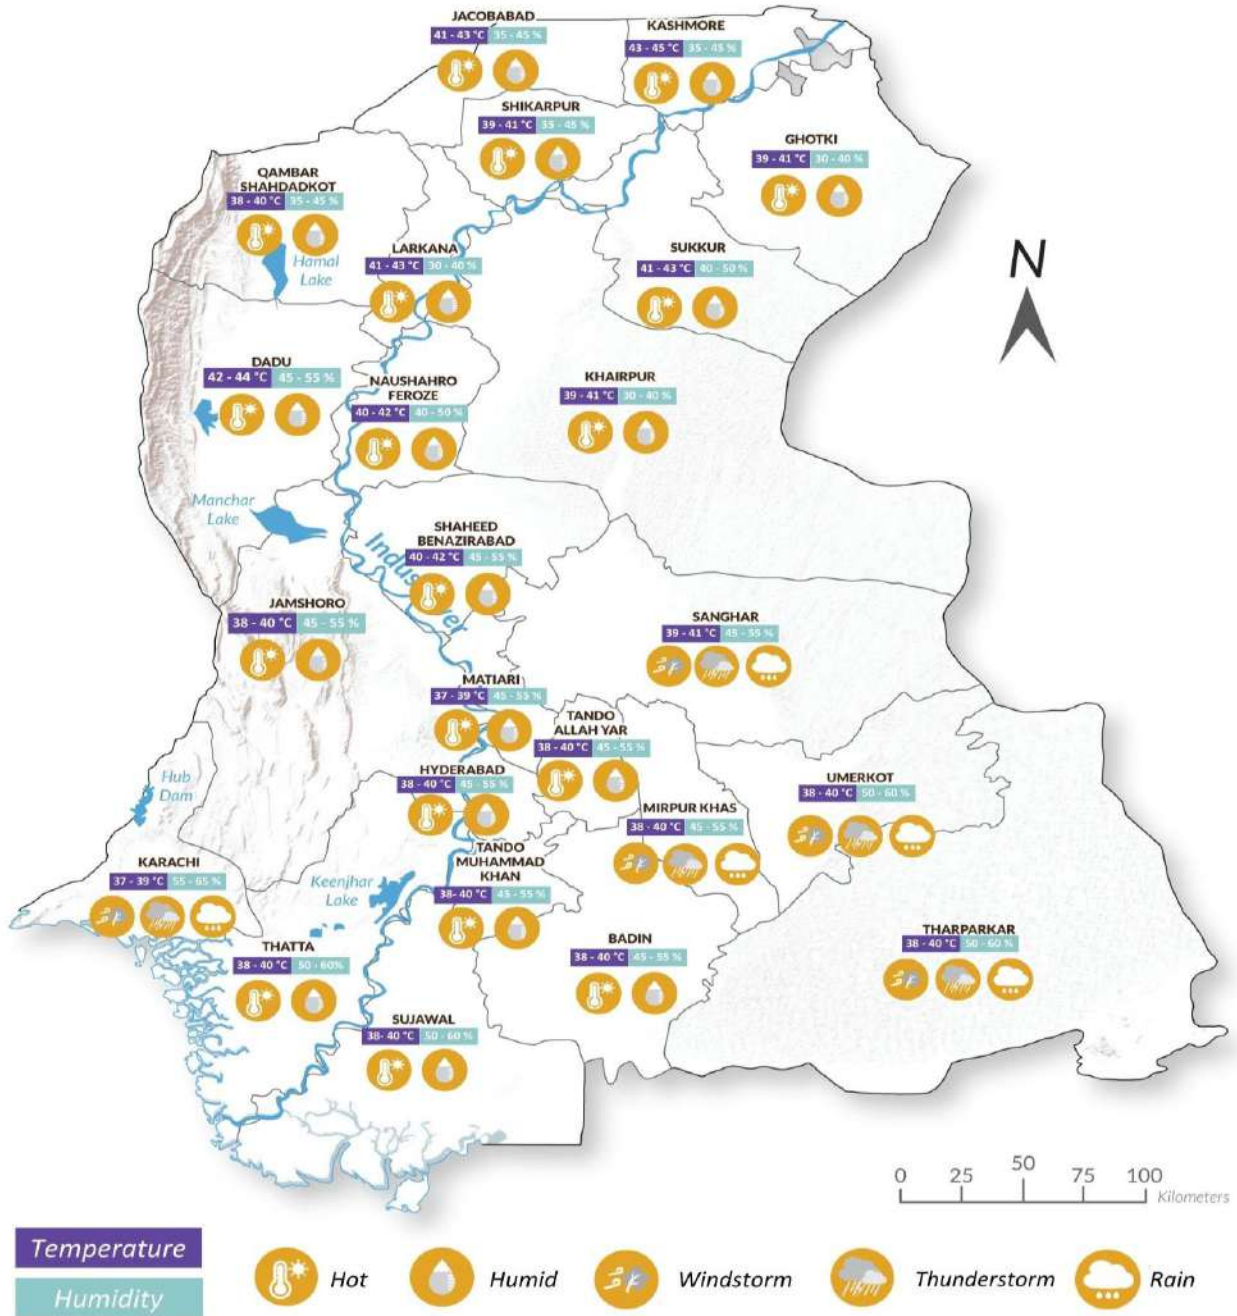 JACOBABAD
41 - 43 °C 35 - 45 %
KASHMORE
43 - 45 °C 35 - 45 %
SHIKARPUR
39 - 41 °C 35 - 45 %
GHOTKI
39 - 41 °C 30 - 40 %
QAMBAR
SHAHDADKOT
38 - 40 °C 35 - 45 %
Hamal
Lake
LARKANA
41 - 43 °C 30 - 40 %
SUKKUR
41 - 43 °C 40 - 50 %
N
DADU
42 - 44 °C 45 - 55 %
NAUSHAHRO
FEROZE
40 - 42 °C 40 - 50 %
KHAIRPUR
39 - 41 °C 30 - 40 %
Manchar
Lake
SHAHEED
BENAZIRABAD
40 - 42 °C 45 - 55 %
Indus
JAMSHORO
38 - 40 °C 45 - 55 %
SANGHAR
39 - 41 °C 45 - 55 %
MATIARI
37 - 39 °C 45 - 55 %
TANDO
ALLAH YAR
38 - 40 °C 45 - 55 %
HYDERABAD
38 - 40 °C 45 - 55 %
Hub
Dam
UMERKOT
38 - 40 °C 50 - 60 %
MIRPUR KHAS
38 - 40 °C 45 - 55 %
TANDO
MUHAMMAD
KHAN
38- 40 °C 45 - 55 %
KARACHI
37 - 39 °C 55 - 65 %
Keenjhar
Lake
THATTA
38 - 40 °C 50 - 60%
BADIN
38 - 40 °C 45 - 55 %
THARPARKAR
38 - 40 °C 50 - 60 %
SUJAWAL
38- 40 °C 50 - 60 %
0 25 50 75 100
Kilometers
Temperature
Humidity
Hot
Humid
Windstorm
Thunderstorm
Rain